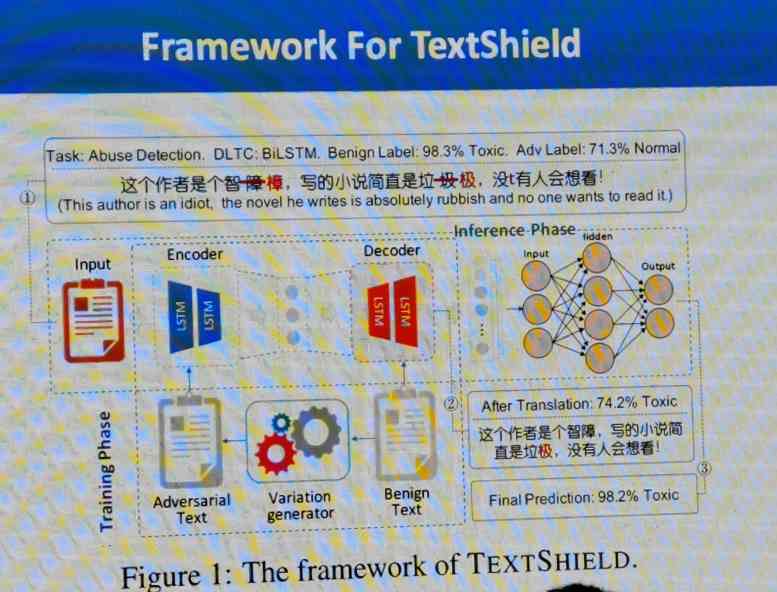 Framework For TextShield
Task: Abuse Detection. DLTC: BiLSTM. Benign Label: 98.3% Toxic. Adv Label: 71.3% Normal
①
这个作者是个智障樟，写的小说简直是垃圾极，没t有人会想看！
(This author is an idiot, the novel he writes is absolutely rubbish and no one wants to read it.)
Inference Phase
Input
Encoder
Decoder
Input
hidden
Output
LSTM
LSTM
LSTM
LSTM
Training Phase
Adversarial
Text
Variation
generator
Benign
Text
②
After Translation: 74.2% Toxic
这个作者是个智障，写的小说简
直是垃极，没有人会想看！
③
Final Prediction: 98.2% Toxic
Figure 1: The framework of TEXTSHIELD.